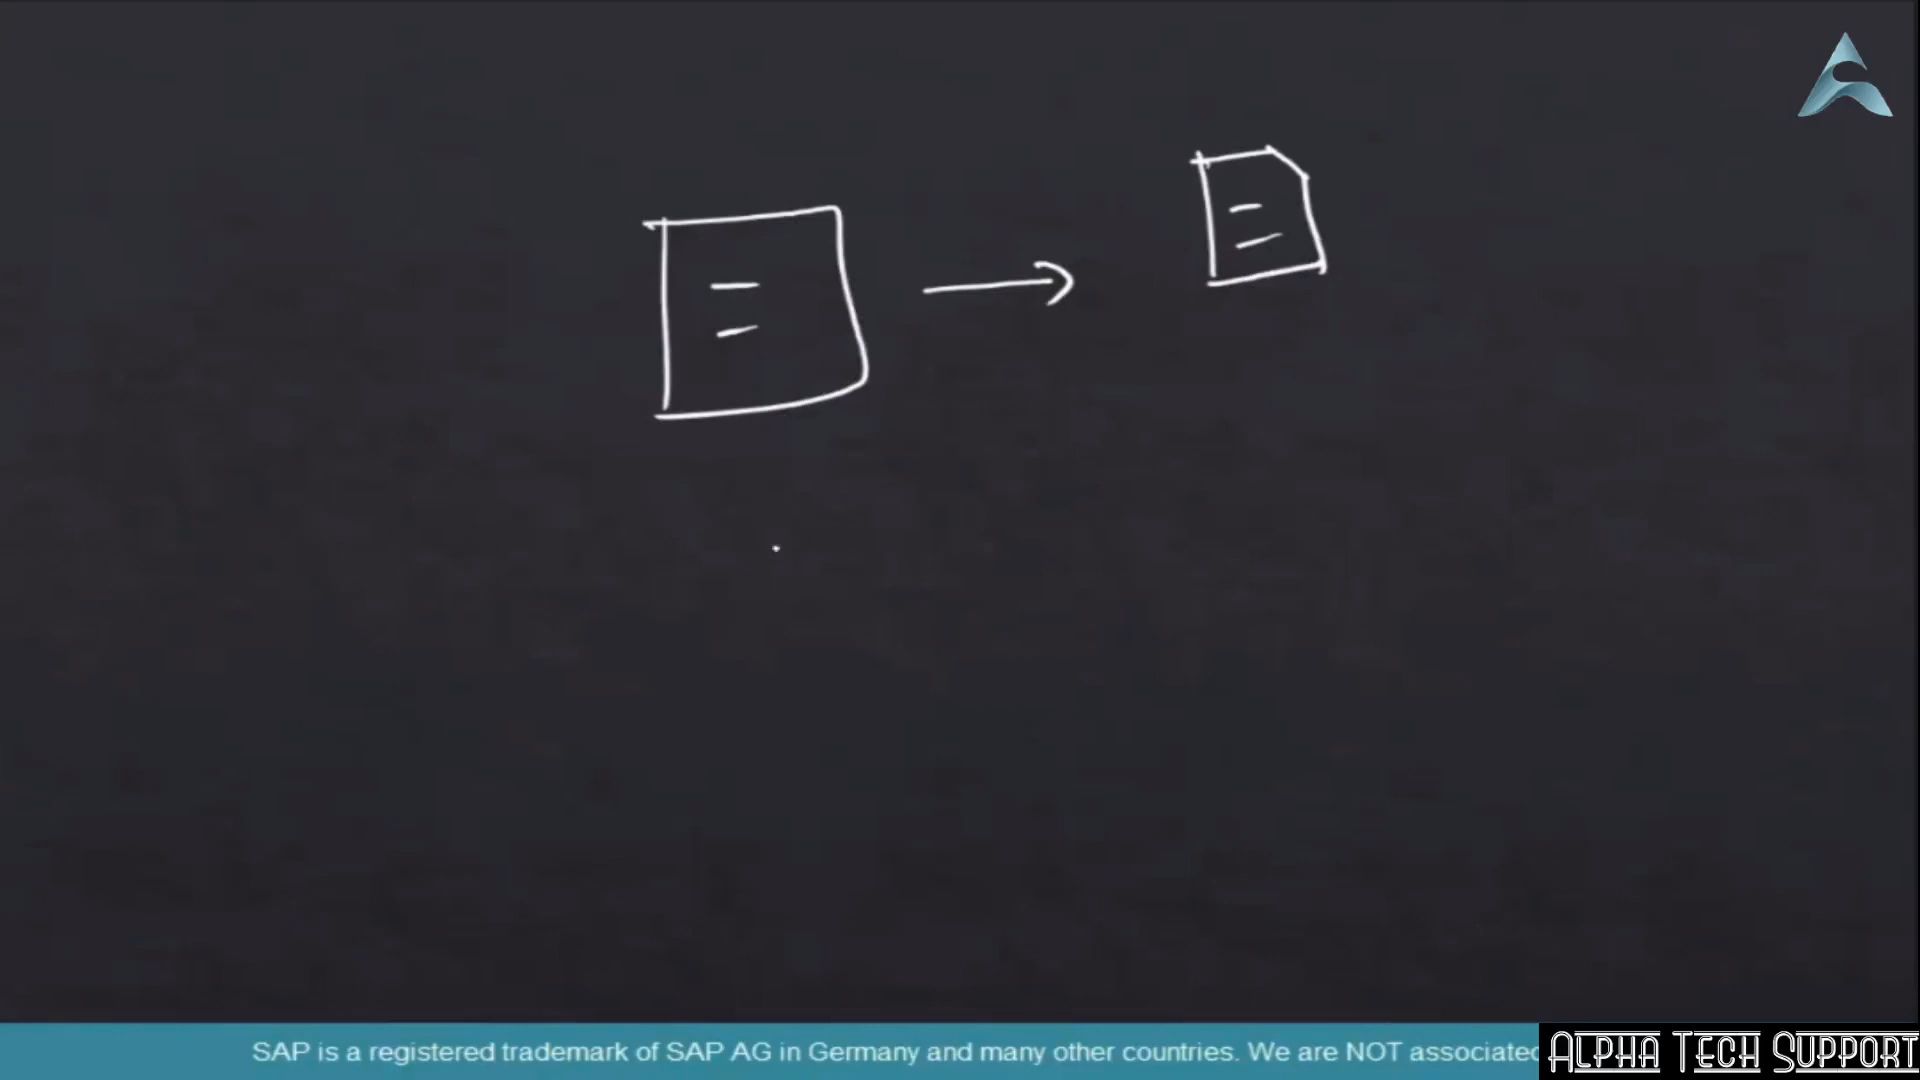 SAP is a registered trademark of SAP AG in Germany and many other countries. We are NOT associated
ALPHA TECH SUPPORT